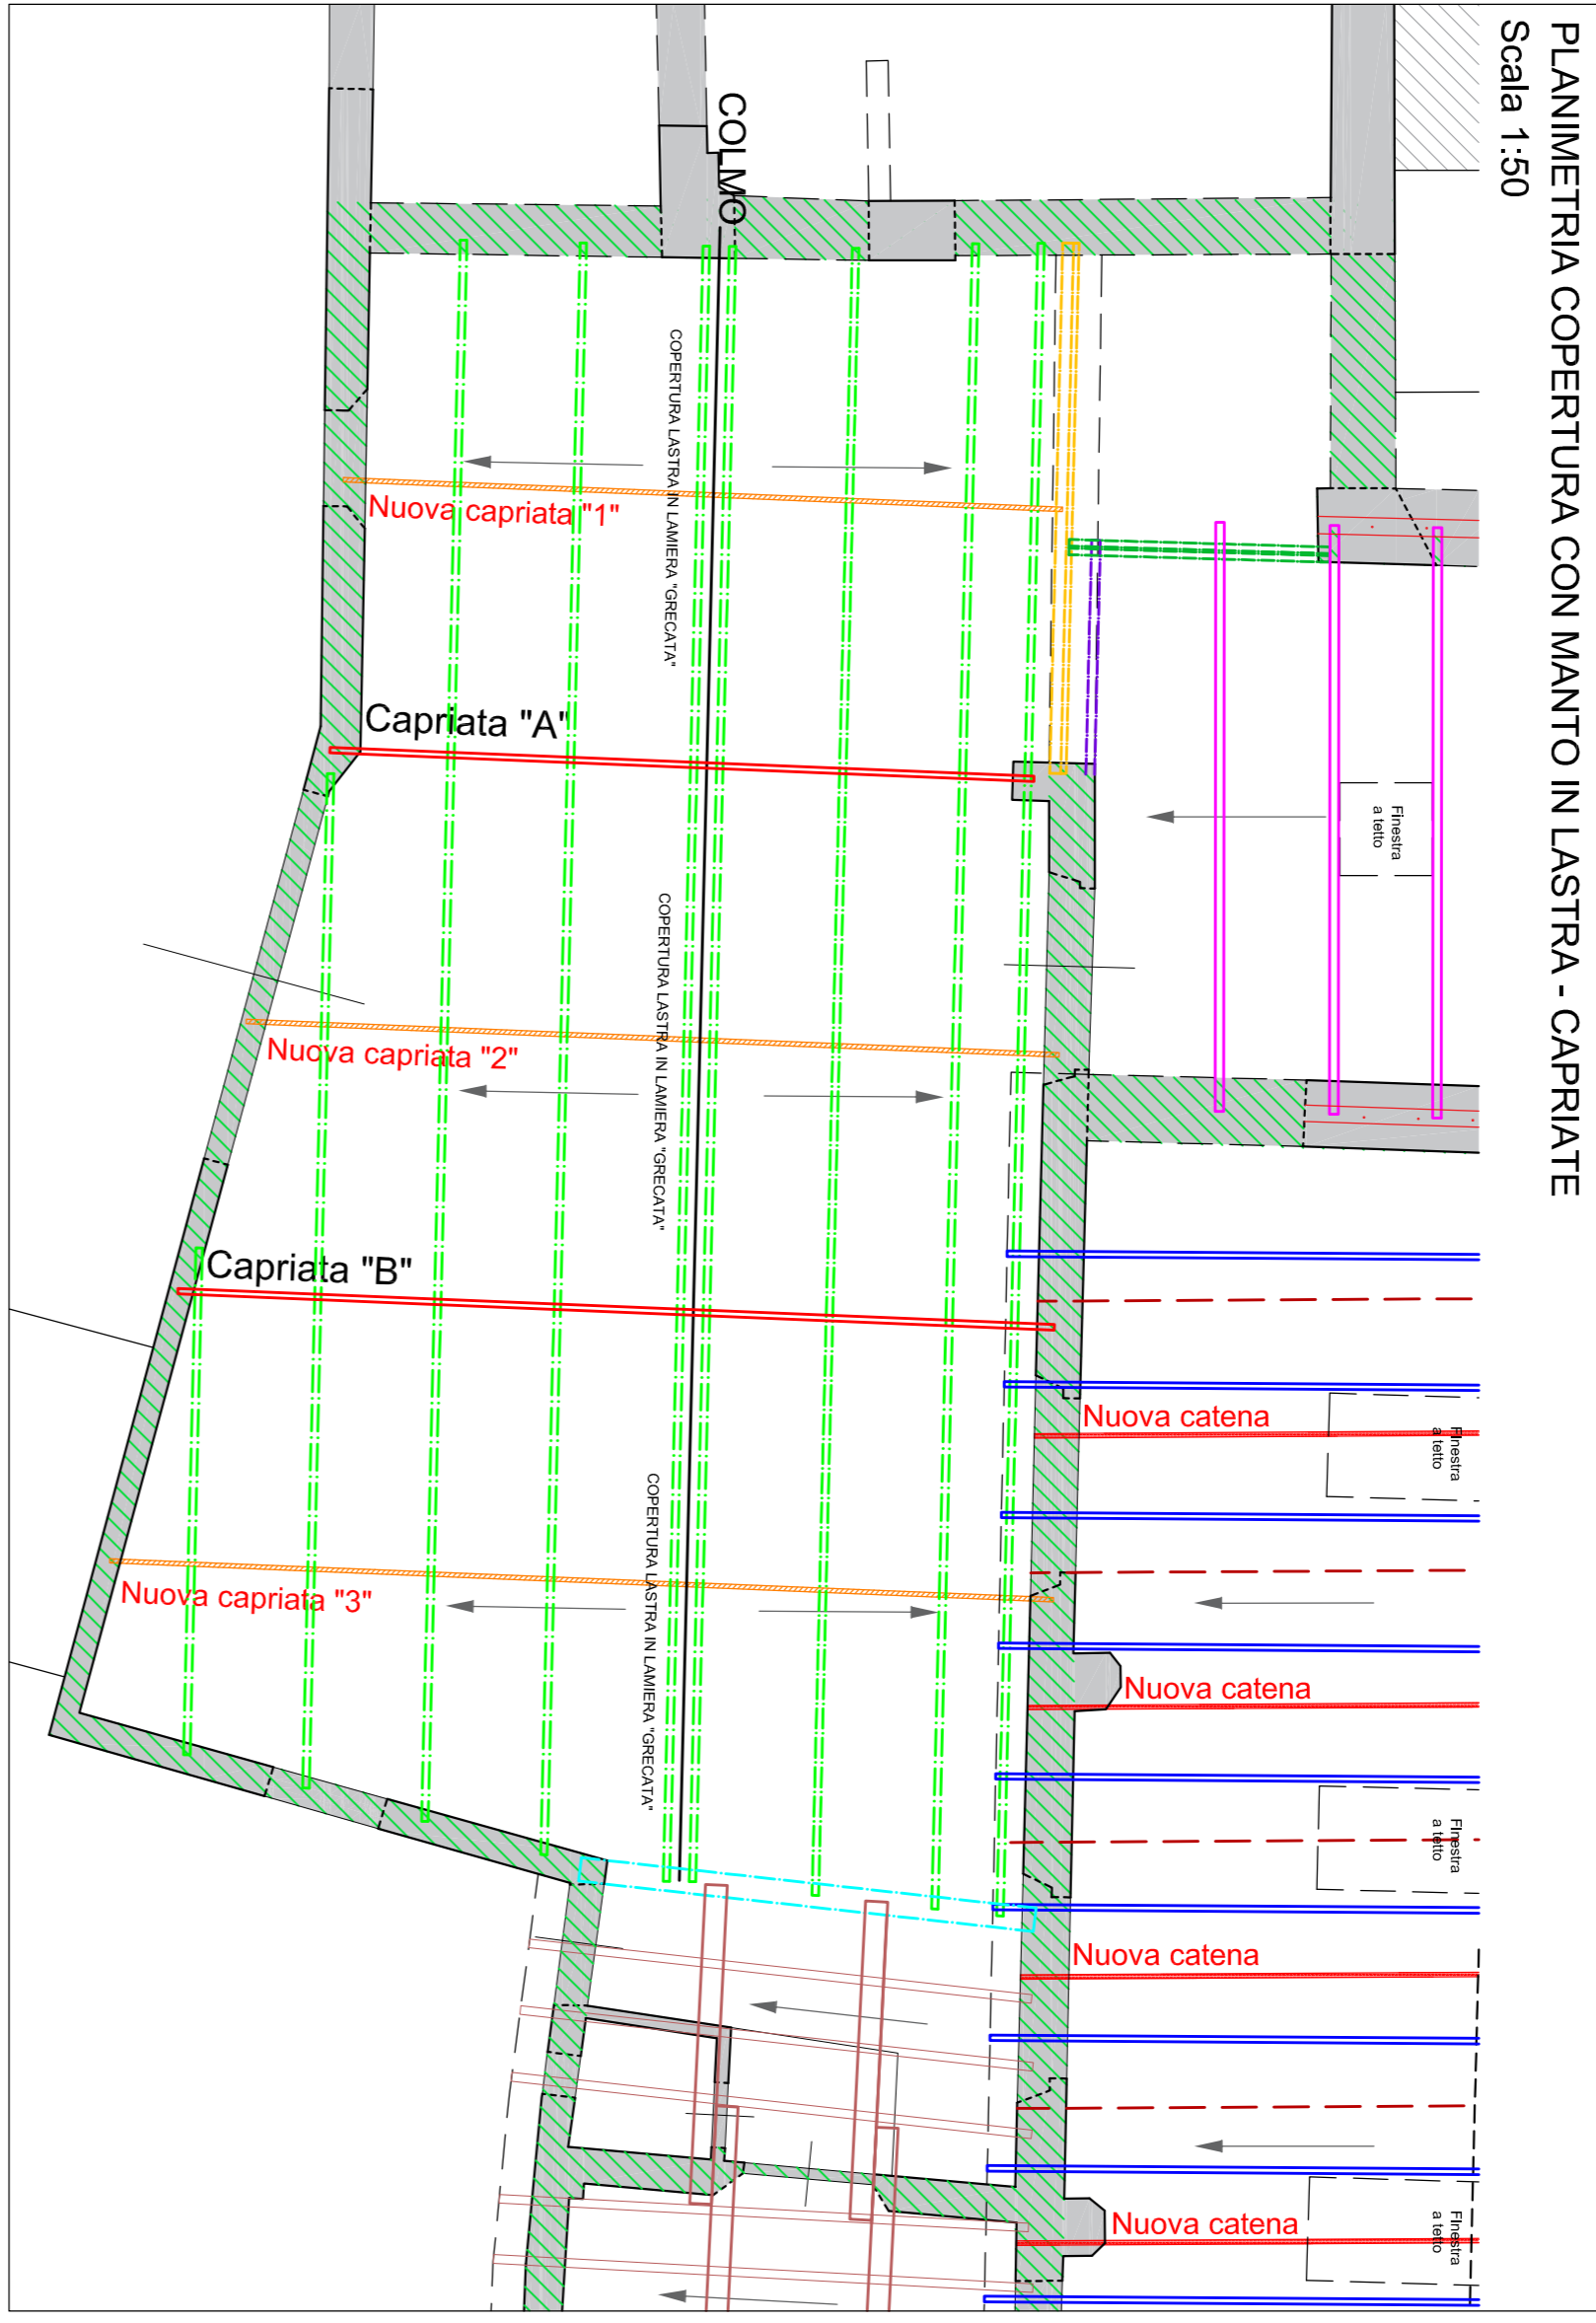 PLANIMETRIA COPERTURA CON MANTO IN LASTRA - CAPRIATE
Scala 1:50
COLMO
COPERTURA LASTRA IN LAMIERA "GRECATA"
Nuova capriata "1"
Capriata "A"
Finestra
a tetto
COPERTURA LASTRA IN LAMIERA "GRECATA"
Nuova capriata "2"
Capriata "B"
Nuova catena
Finestra
a tetto
COPERTURA LASTRA IN LAMIERA "GRECATA"
Nuova capriata "3"
Nuova catena
Finestra
a tetto
Nuova catena
Nuova catena
Finestra
a tetto